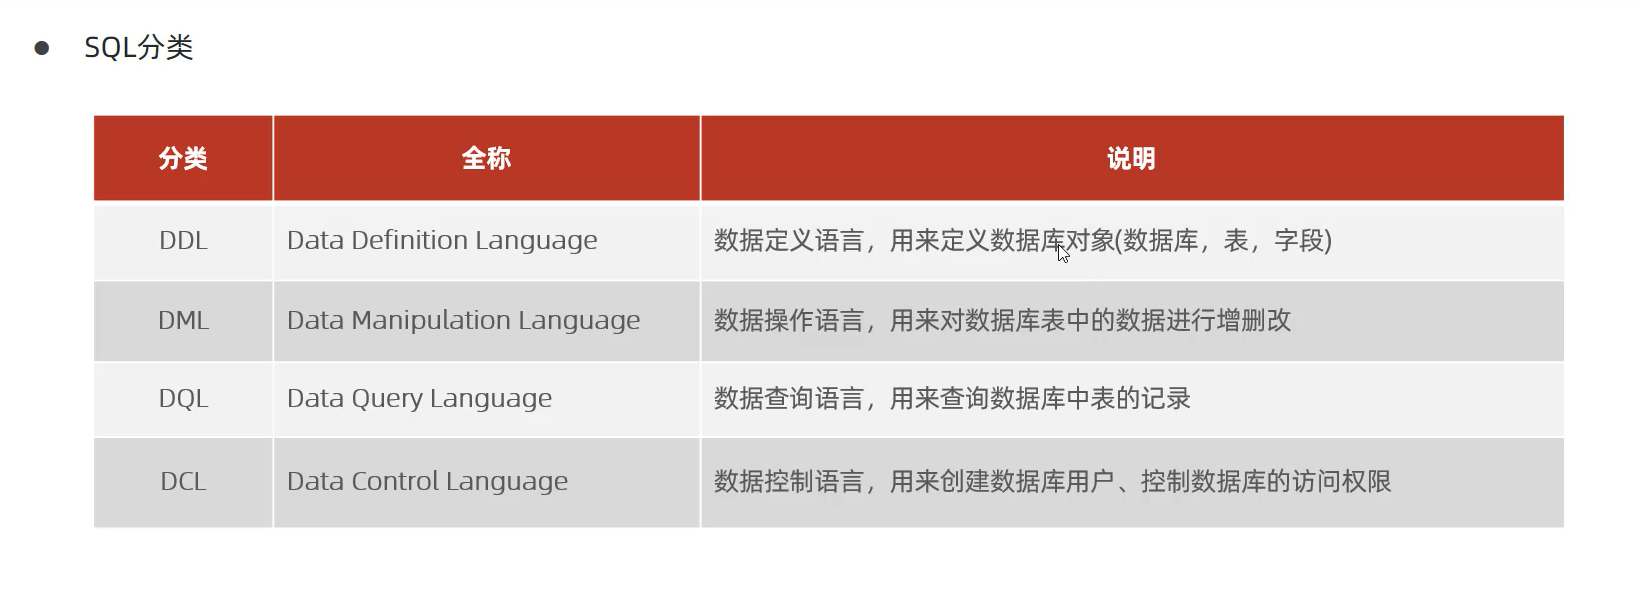 SQL分类
分类 全称 说明
DDL Data Definition Language 数据定义语言，用来定义数据库对象(数据库，表，字段)
DML Data Manipulation Language 数据操作语言，用来对数据库表中的数据进行增删改
DQL Data Query Language 数据查询语言，用来查询数据库中表的记录
DCL Data Control Language 数据控制语言，用来创建数据库用户、控制数据库的访问权限